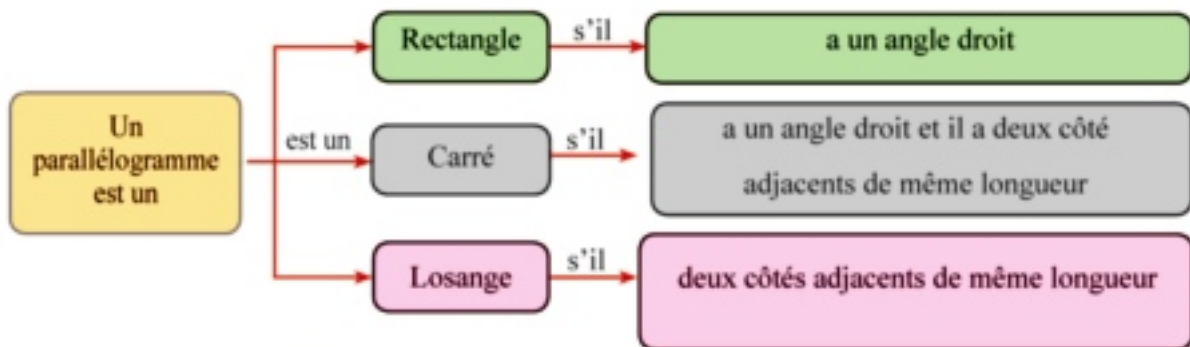 Un
parallélogramme
est un
est un
Rectangle
s'il
a un angle droit
Carré
s'il
a un angle droit et il a deux côté
adjacents de même longueur
Losange
s'il
deux côtés adjacents de même longueur